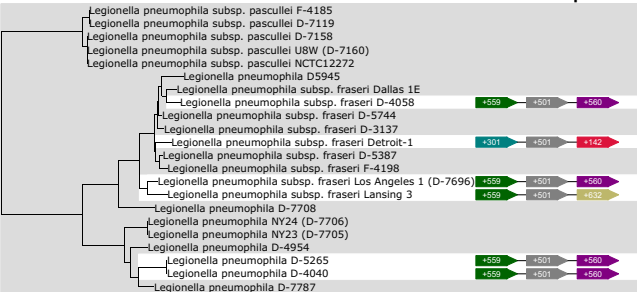 Legionella pneumophila subsp. pascullei F-4185
Legionella pneumophila subsp. pascullei D-7119
Legionella pneumophila subsp. pascullei D-7158
Legionella pneumophila subsp. pascullei U8W (D-7160)
Legionella pneumophila subsp. pascullei NCTC12272
Legionella pneumophila D5945
Legionella pneumophila subsp. fraseri Dallas 1E
Legionella pneumophila subsp. fraseri D-4058 +559 +501 +560
Legionella pneumophila subsp. fraseri D-5744
Legionella pneumophila subsp. fraseri D-3137
Legionella pneumophila subsp. fraseri Detroit-1 +301 +501 +142
Legionella pneumophila subsp. fraseri D-5387
Legionella pneumophila subsp. fraseri F-4198
Legionella pneumophila subsp. fraseri Los Angeles 1 (D-7696) +559 +501 +560
Legionella pneumophila subsp. fraseri Lansing 3 +559 +501 +632
Legionella pneumophila D-7708
Legionella pneumophila NY24 (D-7706)
Legionella pneumophila NY23 (D-7705)
Legionella pneumophila D-4954
Legionella pneumophila D-5265 +559 +501 +560
Legionella pneumophila D-4040 +559 +501 +560
Legionella pneumophila D-7787